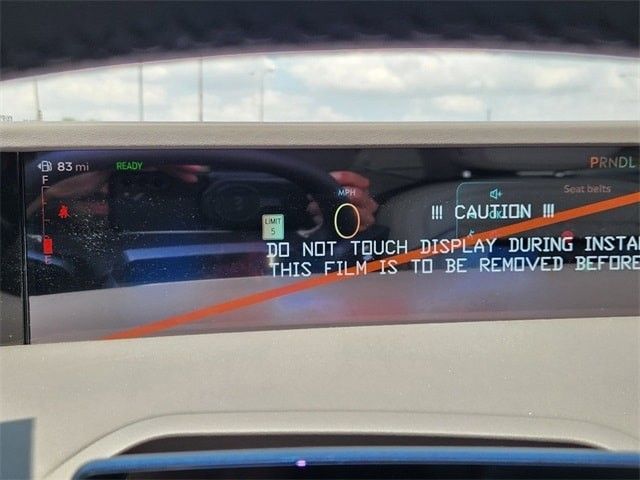 83 mi READY PRNDL
F
MPH
Seat belts
LIMIT
5
0
!!! CAUTION !!!
DO NOT TOUCH DISPLAY DURING INSTA
THIS FILM IS TO BE REMOVED BEFORE
E